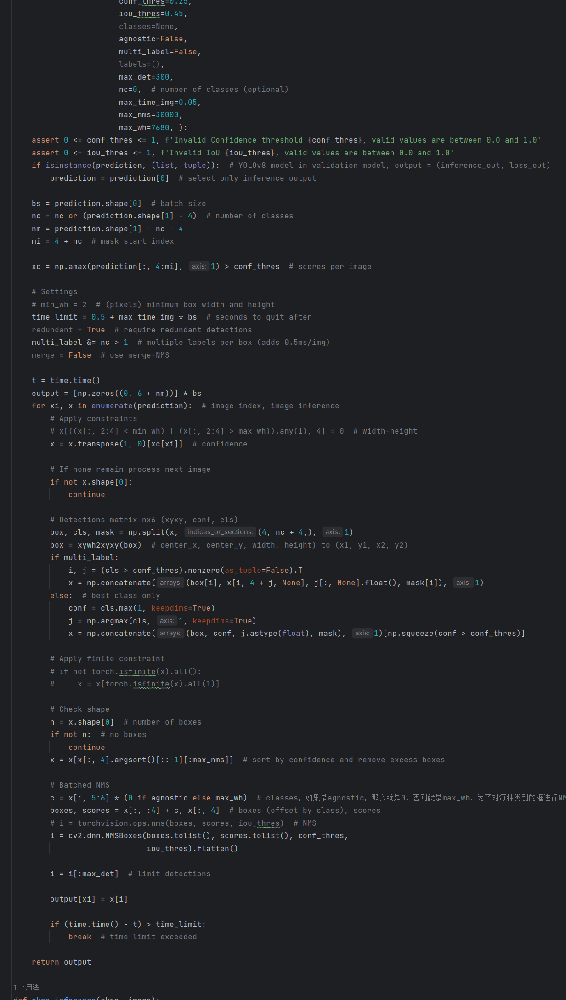 conf_thres=0.25,
iou_thres=0.45,
classes=None,
agnostic=False,
multi_label=False,
labels=(),
max_det=300,
nc=0,  # number of classes (optional)
max_time_img=0.05,
max_nms=30000,
max_wh=7680, ):
assert 0 <= conf_thres <= 1, f'Invalid Confidence threshold {conf_thres}, valid values are between 0.0 and 1.0'
assert 0 <= iou_thres <= 1, f'Invalid IoU {iou_thres}, valid values are between 0.0 and 1.0'
if isinstance(prediction, (list, tuple)):  # YOLOv8 model in validation model, output = (inference_out, loss_out)
prediction = prediction[0]  # select only inference output
bs = prediction.shape[0]  # batch size
nc = nc or (prediction.shape[1] - 4)  # number of classes
nm = prediction.shape[1] - nc - 4
mi = 4 + nc  # mask start index
xc = np.amax(prediction[:, 4:mi], axis: 1) > conf_thres  # scores per image
# Settings
# min_wh = 2  # (pixels) minimum box width and height
time_limit = 0.5 + max_time_img * bs  # seconds to quit after
redundant = True  # require redundant detections
multi_label &= nc > 1  # multiple labels per box (adds 0.5ms/img)
merge = False  # use merge-NMS
t = time.time()
output = [np.zeros((0, 6 + nm))] * bs
for xi, x in enumerate(prediction):  # image index, image inference
# Apply constraints
# x[((x[:, 2:4] < min_wh) | (x[:, 2:4] > max_wh)).any(1), 4] = 0  # width-height
x = x.transpose(1, 0)[xc[xi]]  # confidence
# If none remain process next image
if not x.shape[0]:
continue
# Detections matrix nx6 (xyxy, conf, cls)
box, cls, mask = np.split(x, indices_or_sections: (4, nc + 4,), axis: 1)
box = xywh2xyxy(box)  # center_x, center_y, width, height) to (x1, y1, x2, y2)
if multi_label:
i, j = (cls > conf_thres).nonzero(as_tuple=False).T
x = np.concatenate( arrays: (box[i], x[i, 4 + j, None], j[:, None].float(), mask[i]), axis: 1)
else:  # best class only
conf = cls.max(1, keepdims=True)
j = np.argmax(cls, axis: 1, keepdims=True)
x = np.concatenate( arrays: (box, conf, j.astype(float), mask), axis: 1)[np.squeeze(conf > conf_thres)]
# Apply finite constraint
# if not torch.isfinite(x).all():
#     x = x[torch.isfinite(x).all(1)]
# Check shape
n = x.shape[0]  # number of boxes
if not n:  # no boxes
continue
x = x[x[:, 4].argsort()[::-1][:max_nms]]  # sort by confidence and remove excess boxes
# Batched NMS
c = x[:, 5:6] * (0 if agnostic else max_wh)  # classes, 如果是agnostic，那么就是0，否则就是max_wh，为了对每种类别的框进行NM
boxes, scores = x[:, :4] + c, x[:, 4]  # boxes (offset by class), scores
# i = torchvision.ops.nms(boxes, scores, iou_thres)  # NMS
i = cv2.dnn.NMSBoxes(boxes.tolist(), scores.tolist(), conf_thres,
iou_thres).flatten()
i = i[:max_det]  # limit detections
output[xi] = x[i]
if (time.time() - t) > time_limit:
break  # time limit exceeded
return output
1 个用法
def rknn_inference(rknn, image):